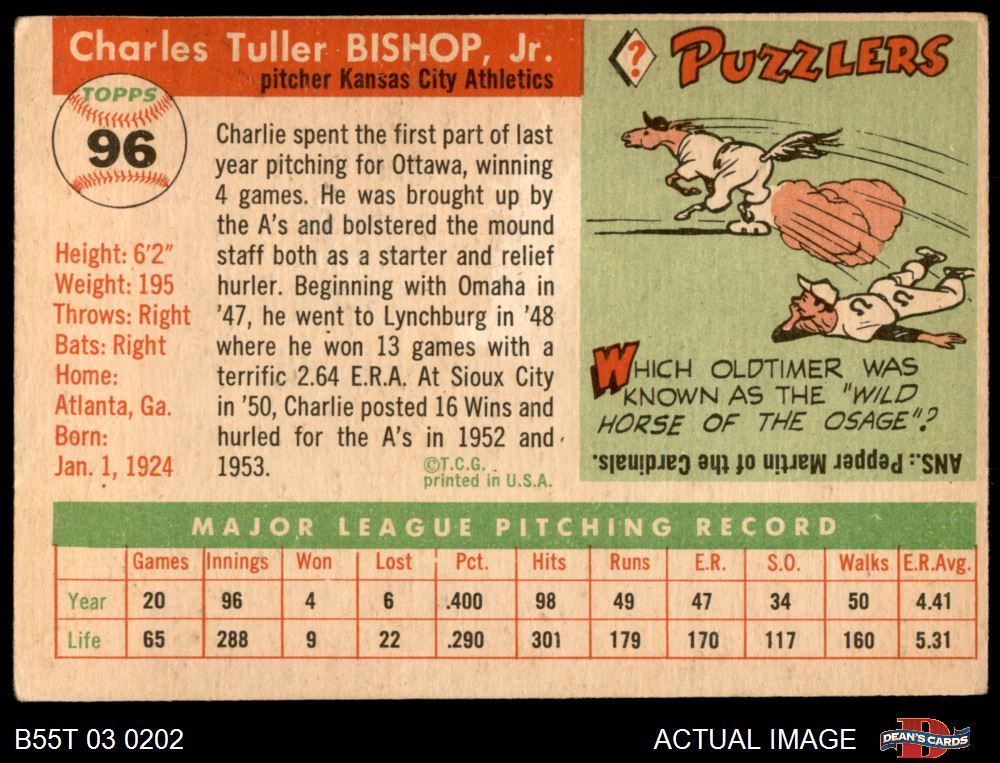 Charles Tuller BISHOP, Jr.
pitcher Kansas City Athletics
TOPPS
96
Height: 6'2"
Weight: 195
Throws: Right
Bats: Right
Home:
Atlanta, Ga.
Born:
Jan. 1, 1924
Charlie spent the first part of last
year pitching for Ottawa, winning
4 games. He was brought up by
the A's and bolstered the mound
staff both as a starter and relief
hurler. Beginning with Omaha in
'47, he went to Lynchburg in '48
where he won 13 games with a
terrific 2.64 E.R.A. At Sioux City
in '50, Charlie posted 16 Wins and
hurled for the A's in 1952 and
1953.
©T.C.G.
printed in U.S.A.
? PUZZLERS
WHICH OLDTIMER WAS
KNOWN AS THE "WILD
HORSE OF THE OSAGE"?
ANS.: Pepper Martin of the Cardinals.
MAJOR LEAGUE PITCHING RECORD
Games Innings Won Lost Pct. Hits Runs E.R. S.O. Walks E.R.Avg.
Year 20 96 4 6 .400 98 49 47 34 50 4.41
Life 65 288 9 22 .290 301 179 170 117 160 5.31
B55T 03 0202
ACTUAL IMAGE
D
DEAN'S CARDS